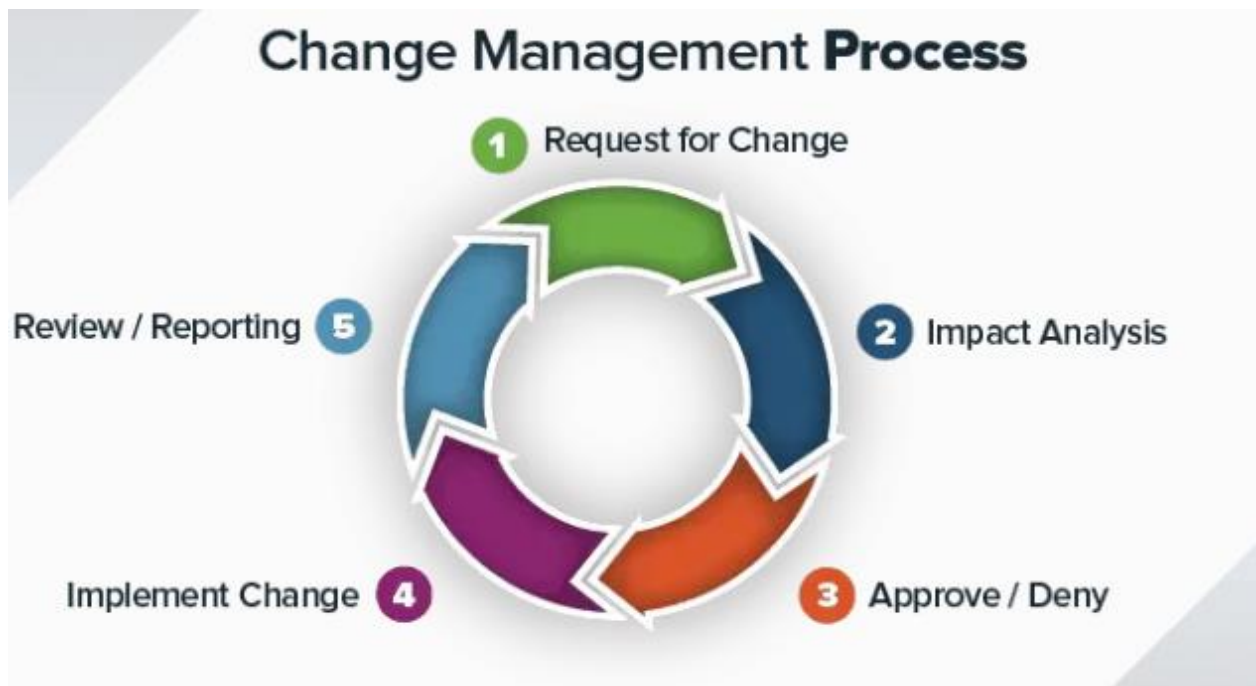 Change Management Process
1 Request for Change
2 Impact Analysis
3 Approve / Deny
4 Implement Change
5 Review / Reporting